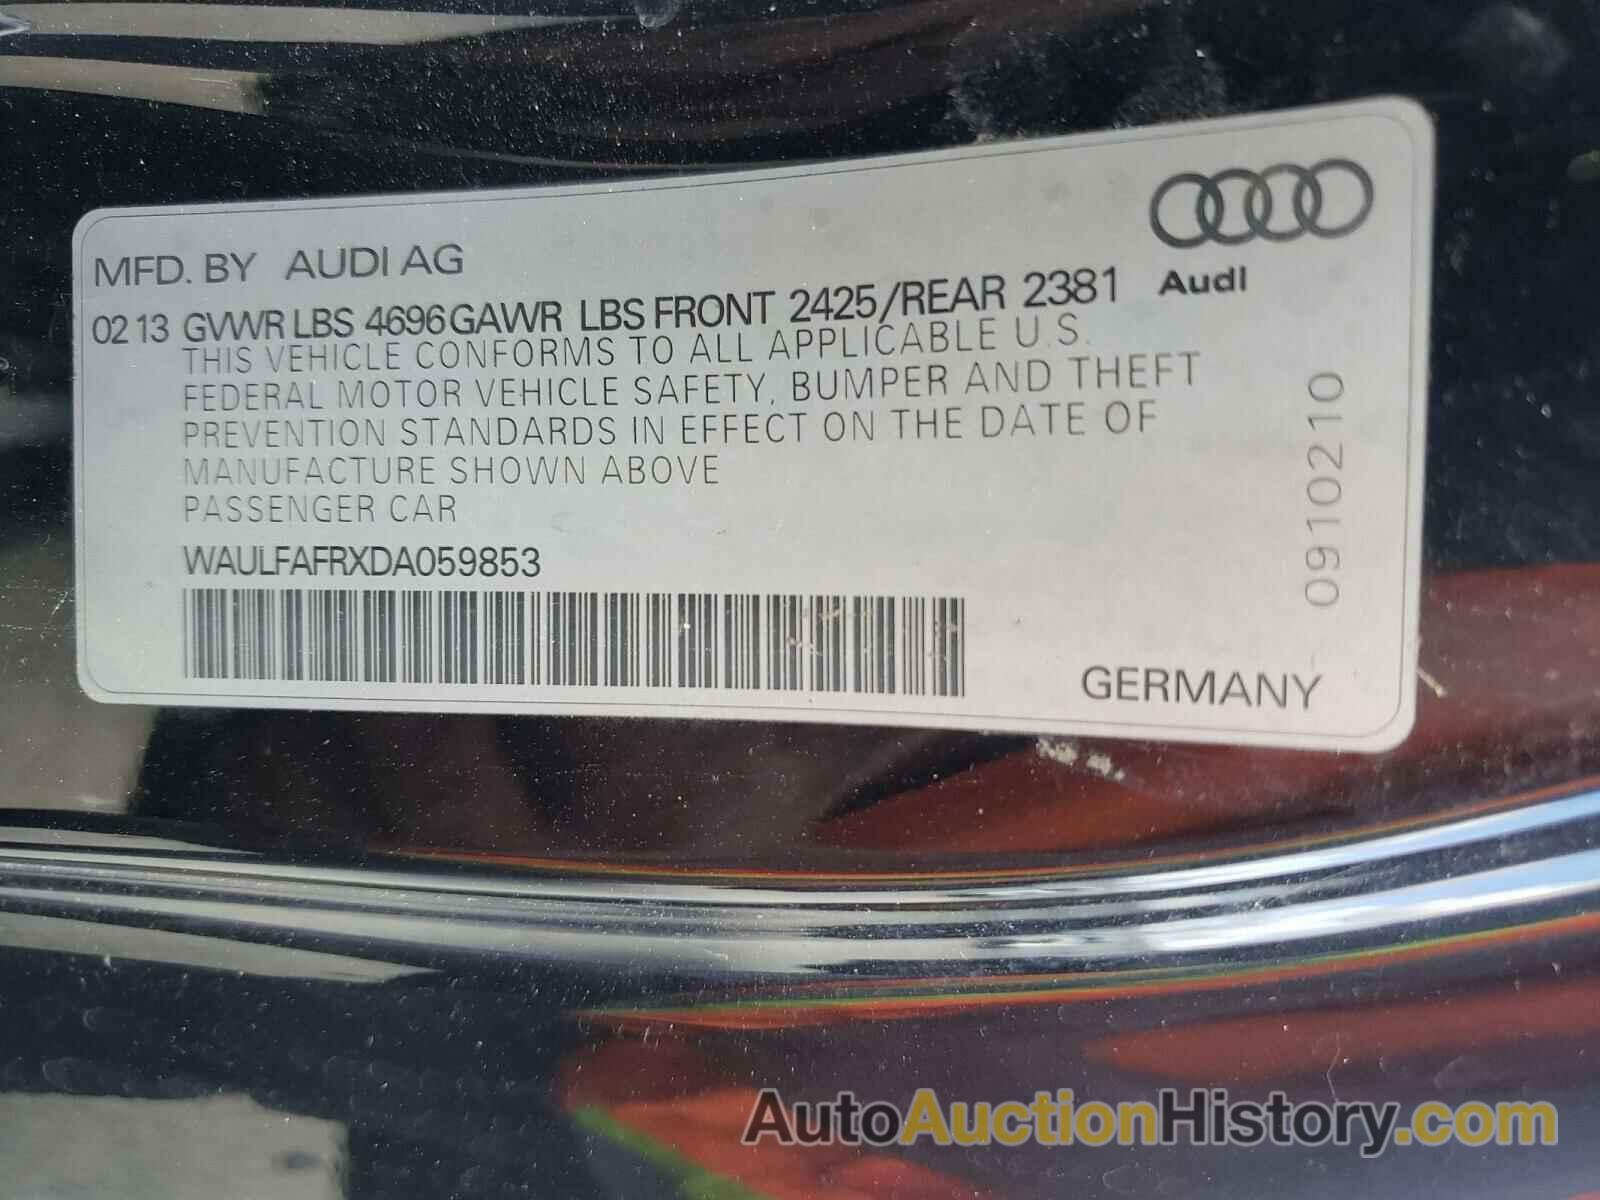 MFD. BY AUDI AG
Audi
02 13 GVWR LBS 4696 GAWR LBS FRONT 2425/REAR 2381
THIS VEHICLE CONFORMS TO ALL APPLICABLE U.S.
FEDERAL MOTOR VEHICLE SAFETY, BUMPER AND THEFT
PREVENTION STANDARDS IN EFFECT ON THE DATE OF
MANUFACTURE SHOWN ABOVE
PASSENGER CAR
WAULFAFRXDA059853
GERMANY
0910210
AutoAuctionHistory.com